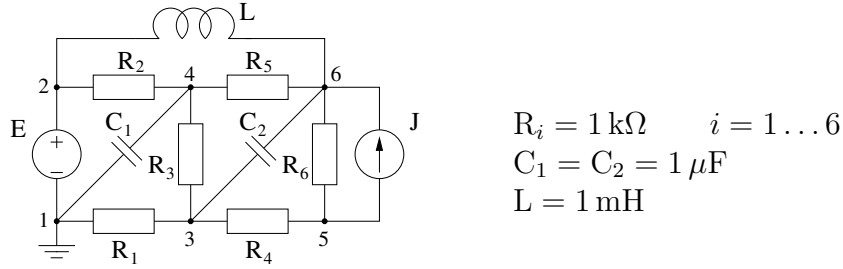 L
R₂
R₅
2
4
6
E
+
−
C₁
R₃
C₂
R₆
J
1
R₁
3
R₄
5
Rᵢ = 1 kΩ i = 1 … 6
C₁ = C₂ = 1 μF
L = 1 mH